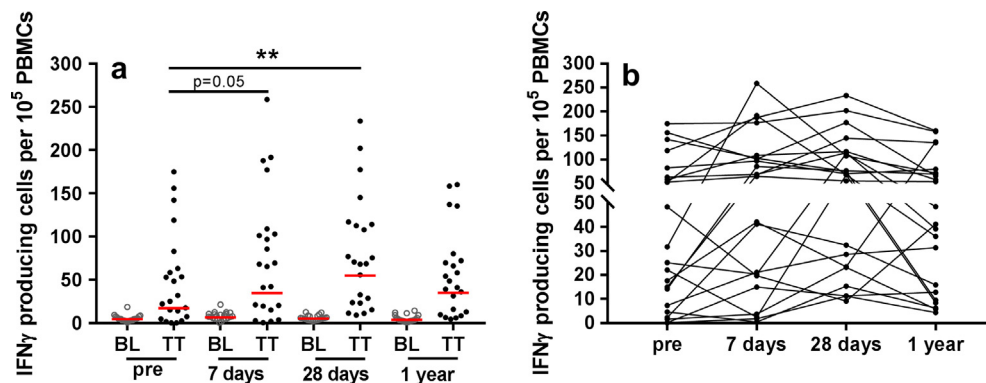 IFNγ producing cells per 10⁵ PBMCs
300
250
200
150
100
50
0
a
**
p=0.05
BL TT BL TT BL TT BL TT
pre 7 days 28 days 1 year
IFNγ producing cells per 10⁵ PBMCs
300
250
200
150
100
50
50
40
30
20
10
0
b
pre 7 days 28 days 1 year